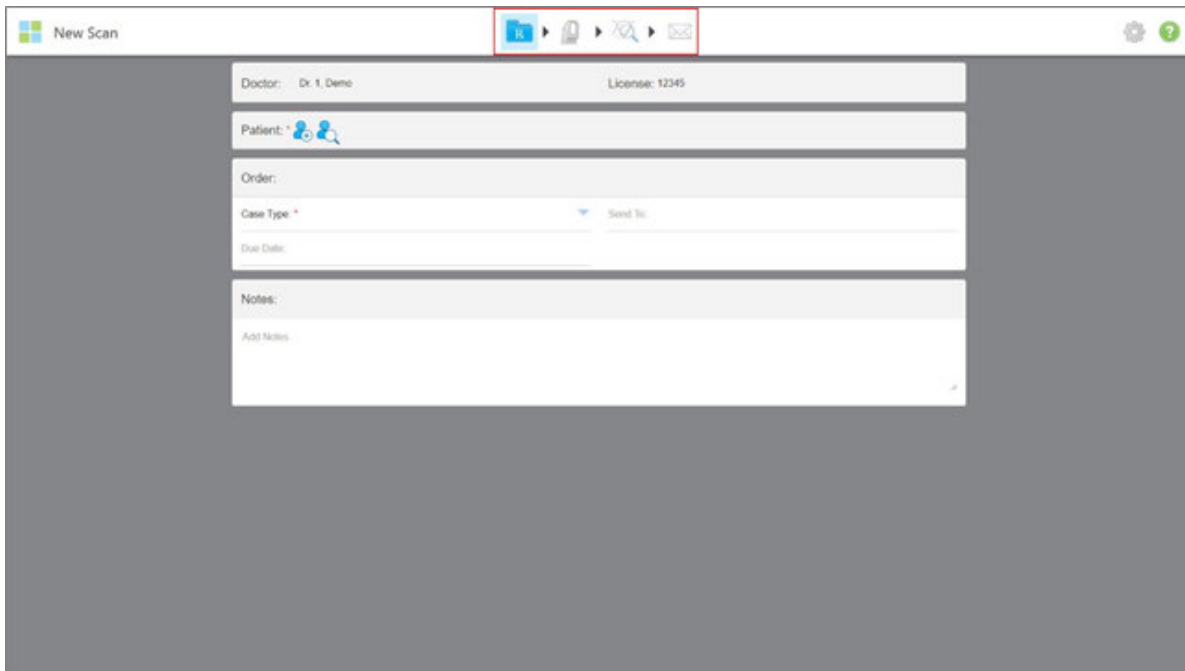 New Scan
R
?
Doctor: Dr. 1, Demo License: 12345
Patient: *
Order:
Case Type: * Send To:
Due Date:
Notes:
Add Notes